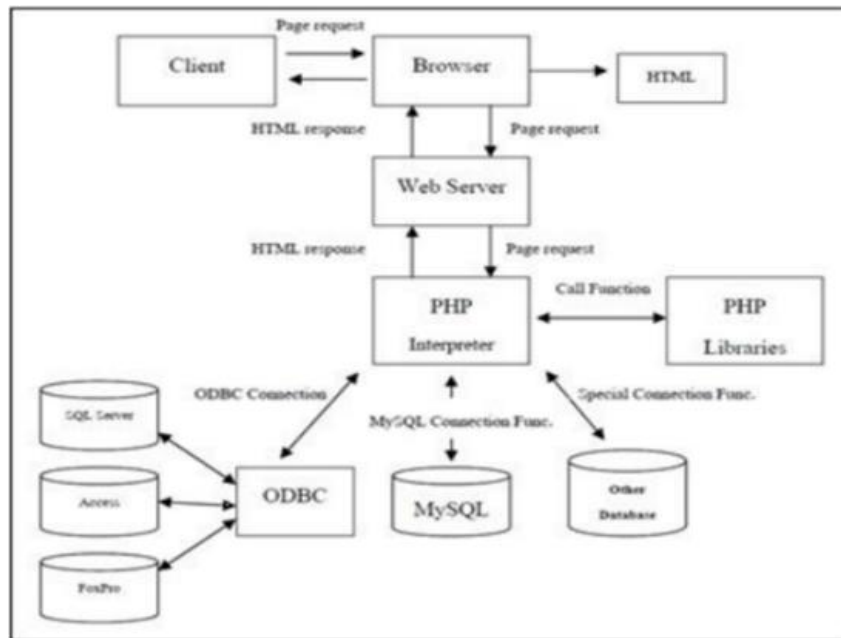 Page request
Client
Browser
HTML
HTML response
Page request
Web Server
HTML response
Page request
PHP
Interpreter
Call Function
PHP
Libraries
ODBC Connection
Special Connection Func.
SQL Server
MySQL Connection Func.
ODBC
MySQL
Other
Database
Access
FoxPro